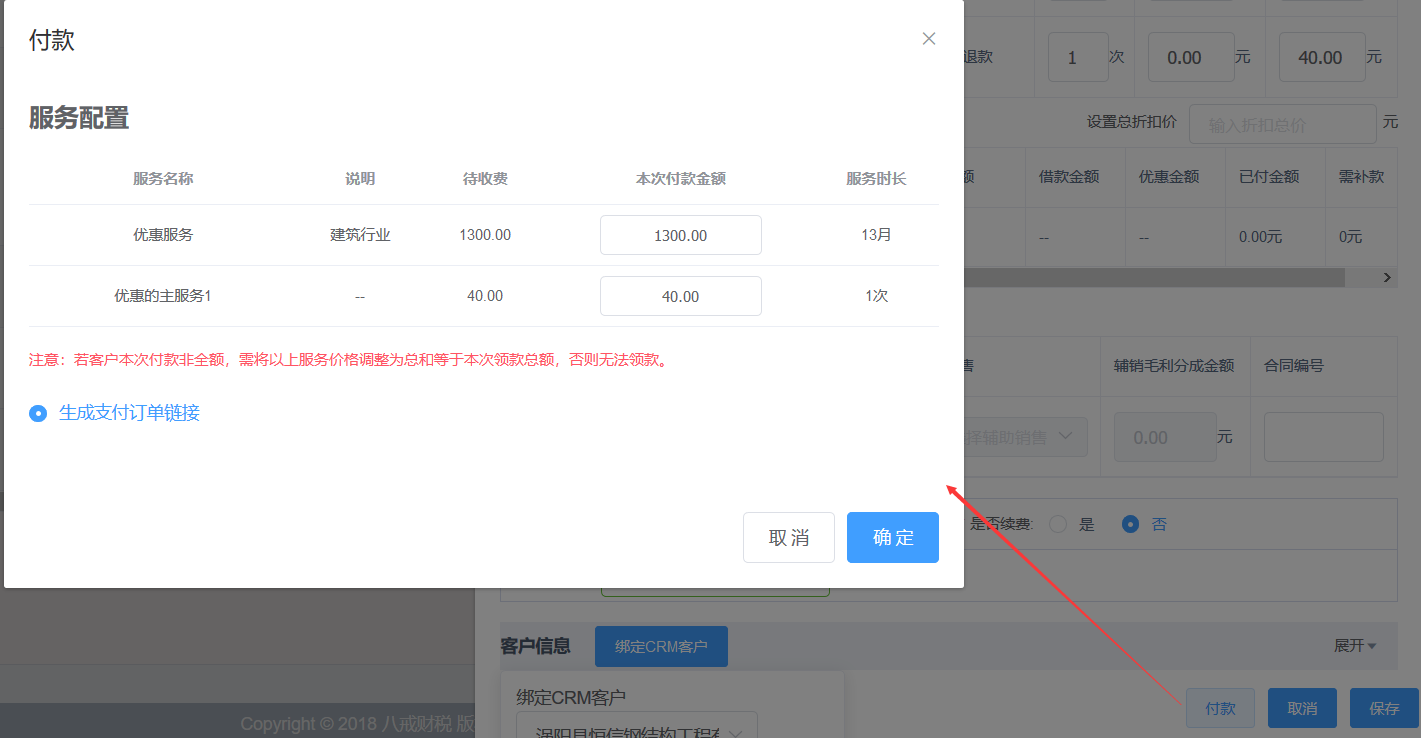 付款
服务配置
服务名称 说明 待收费 本次付款金额 服务时长
优惠服务 建筑行业 1300.00 1300.00 13月
优惠的主服务1 -- 40.00 40.00 1次
注意：若客户本次付款非全额，需将以上服务价格调整为总和等于本次领款总额，否则无法领款。
生成支付订单链接
取消 确定
退款 1 次 0.00 元 40.00 元
设置总折扣价 输入折扣总价 元
额 借款金额 优惠金额 已付金额 需补款
-- -- 0.00元 0元
售 辅销毛利分成金额 合同编号
择辅助销售 0.00 元
是否续费: 是 否
客户信息 绑定CRM客户 展开
绑定CRM客户
涡阳县恒信钢结构工程有
付款 取消 保存
Copyright © 2018 八戒财税 版